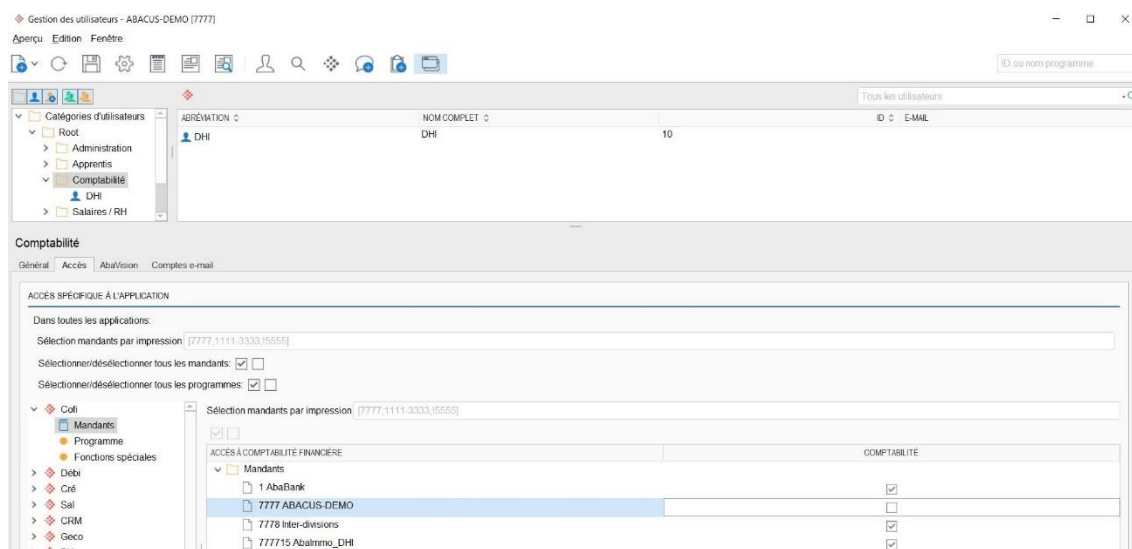 Gestion des utilisateurs - ABACUS-DEMO [7777]
Aperçu Edition Fenêtre
ID ou nom programme
Tous les utilisateurs
Catégories d'utilisateurs
Root
Administration
Apprentis
Comptabilité
DHI
Salaires / RH
ABRÉVIATION NOM COMPLET ID E-MAIL
DHI DHI 10
Comptabilité
Général Accès AbaVision Comptes e-mail
ACCÈS SPÉCIFIQUE À L'APPLICATION
Dans toutes les applications:
Sélection mandants par impression [7777,1111-3333,!5555]
Sélectionner/désélectionner tous les mandants:
Sélectionner/désélectionner tous les programmes:
Cofi
Mandants
Programme
Fonctions spéciales
Débi
Cré
Sal
CRM
Geco
Sélection mandants par impression [7777,1111-3333,!5555]
ACCÈS À COMPTABILITÉ FINANCIÈRE COMPTABILITÉ
Mandants
1 AbaBank
7777 ABACUS-DEMO
7778 Inter-divisions
777715 AbaImmo_DHI